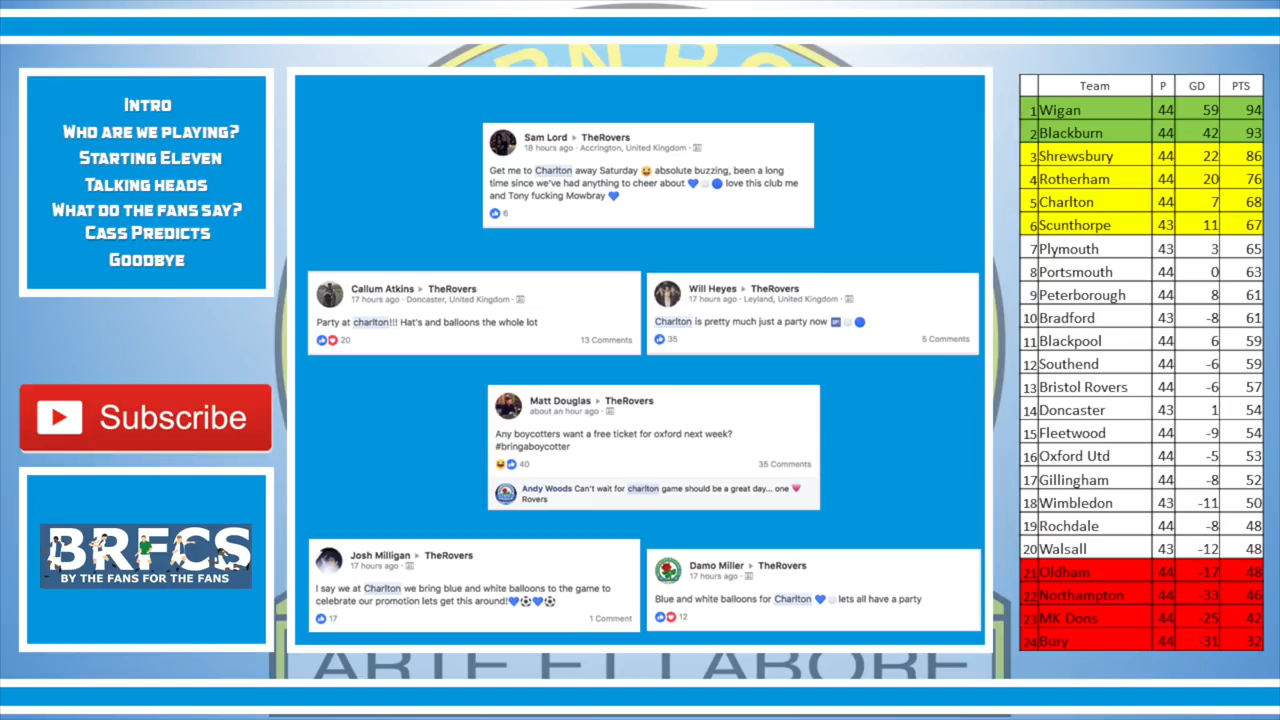 RN RO
INTRO
WHO ARE WE PLAYING?
STARTING ELEVEN
TALKING HEADS
WHAT DO THE FANS SAY?
CASS PREDICTS
GOODBYE
Subscribe
BRFCS
BY THE FANS FOR THE FANS
Sam Lord ▸ TheRovers
18 hours ago · Accrington, United Kingdom ·
Get me to Charlton away Saturday 😀 absolute buzzing, been a long
time since we've had anything to cheer about 💙⚪🔵 love this club me
and Tony fucking Mowbray 💙
6
Callum Atkins ▸ TheRovers
17 hours ago · Doncaster, United Kingdom ·
Party at charlton!!! Hat's and balloons the whole lot
20 13 Comments
Will Heyes ▸ TheRovers
17 hours ago · Leyland, United Kingdom ·
Charlton is pretty much just a party now 🆙⚪🔵
35 5 Comments
Matt Douglas ▸ TheRovers
about an hour ago ·
Any boycotters want a free ticket for oxford next week?
#bringaboycotter
40 35 Comments
Andy Woods Can't wait for charlton game should be a great day... one 💗
Rovers
Josh Milligan ▸ TheRovers
17 hours ago ·
I say we at Charlton we bring blue and white balloons to the game to
celebrate our promotion lets get this around!💙⚽💙⚽
17 1 Comment
Damo Miller ▸ TheRovers
17 hours ago ·
Blue and white balloons for Charlton 💙⚪ lets all have a party
12
ARTE ET LABORE
Team P GD PTS
1 Wigan 44 59 94
2 Blackburn 44 42 93
3 Shrewsbury 44 22 86
4 Rotherham 44 20 76
5 Charlton 44 7 68
6 Scunthorpe 43 11 67
7 Plymouth 43 3 65
8 Portsmouth 44 0 63
9 Peterborough 44 8 61
10 Bradford 43 -8 61
11 Blackpool 44 6 59
12 Southend 44 -6 59
13 Bristol Rovers 44 -6 57
14 Doncaster 43 1 54
15 Fleetwood 44 -9 54
16 Oxford Utd 44 -5 53
17 Gillingham 44 -8 52
18 Wimbledon 43 -11 50
19 Rochdale 44 -8 48
20 Walsall 43 -12 48
21 Oldham 44 -17 48
22 Northampton 44 -33 46
23 MK Dons 44 -25 42
24 Bury 44 -31 32